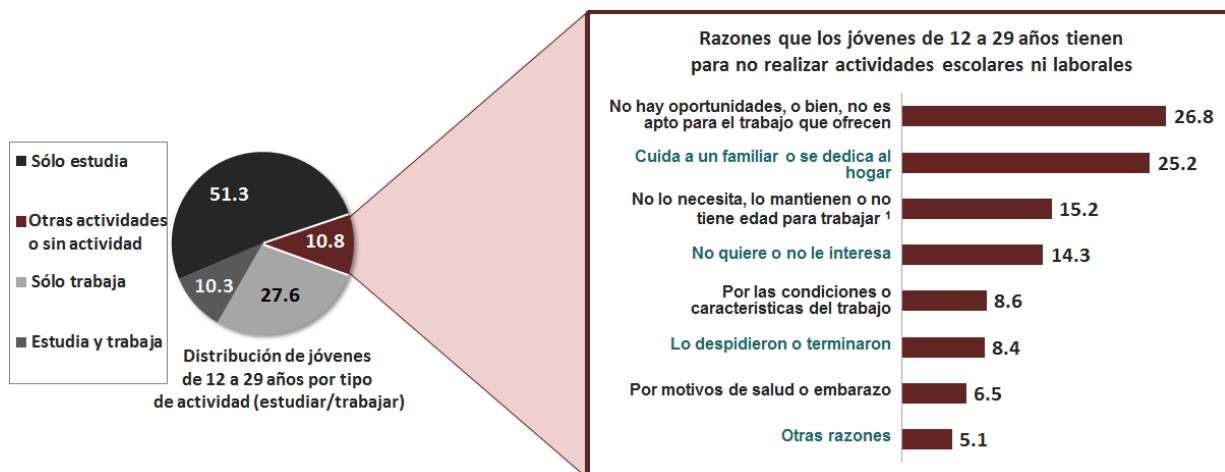 Sólo estudia
Otras actividades
o sin actividad
Sólo trabaja
Estudia y trabaja
51.3
10.8
10.3
27.6
Distribución de jóvenes
de 12 a 29 años por tipo
de actividad (estudiar/trabajar)
Razones que los jóvenes de 12 a 29 años tienen
para no realizar actividades escolares ni laborales
No hay oportunidades, o bien, no es
apto para el trabajo que ofrecen
26.8
Cuida a un familiar o se dedica al
hogar
25.2
No lo necesita, lo mantienen o no
tiene edad para trabajar ¹
15.2
No quiere o no le interesa
14.3
Por las condiciones o
características del trabajo
8.6
Lo despidieron o terminaron
8.4
Por motivos de salud o embarazo
6.5
Otras razones
5.1